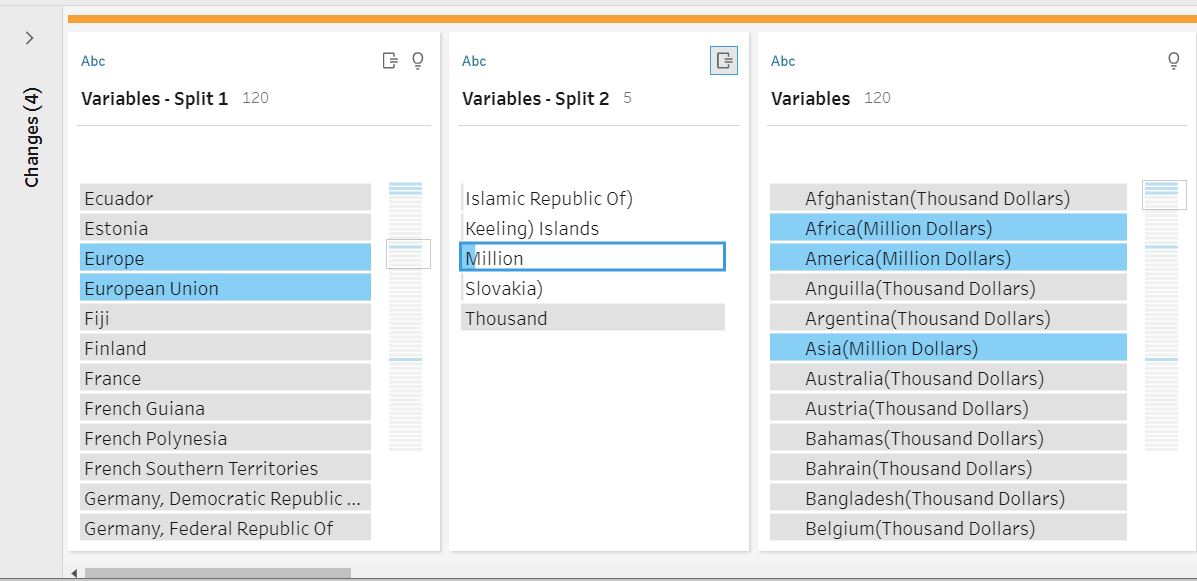 Changes (4)
Abc
Variables - Split 1 120
Ecuador
Estonia
Europe
European Union
Fiji
Finland
France
French Guiana
French Polynesia
French Southern Territories
Germany, Democratic Republic ...
Germany, Federal Republic Of
Abc
Variables - Split 2 5
Islamic Republic Of)
Keeling) Islands
Million
Slovakia)
Thousand
Abc
Variables 120
Afghanistan(Thousand Dollars)
Africa(Million Dollars)
America(Million Dollars)
Anguilla(Thousand Dollars)
Argentina(Thousand Dollars)
Asia(Million Dollars)
Australia(Thousand Dollars)
Austria(Thousand Dollars)
Bahamas(Thousand Dollars)
Bahrain(Thousand Dollars)
Bangladesh(Thousand Dollars)
Belgium(Thousand Dollars)